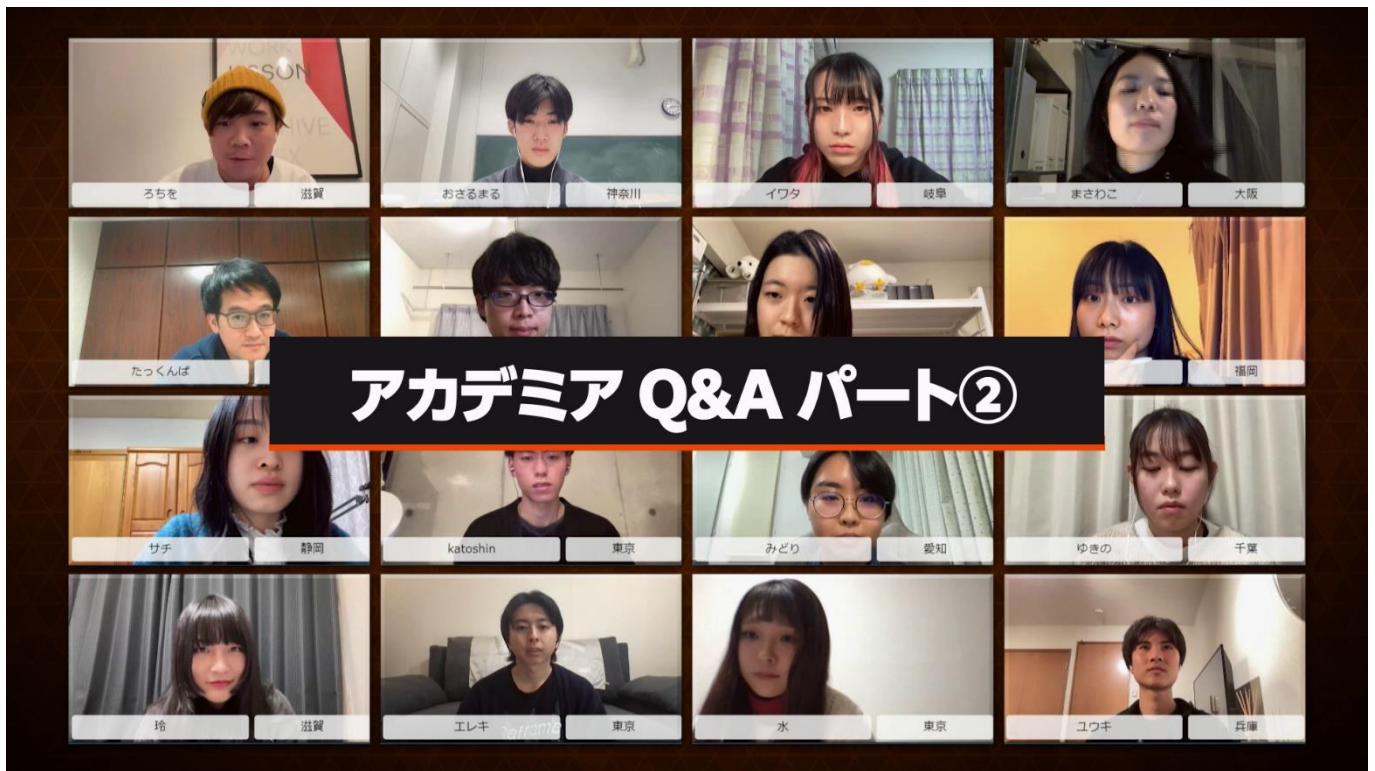 WORK
LESSON
ろちを 滋賀
おさるまる 神奈川
イワタ 岐阜
まさわこ 大阪
たっくんぱ
福岡
アカデミア Q&A パート②
サチ 静岡
katoshin 東京
みどり 愛知
ゆきの 千葉
玲 滋賀
エレキ 東京
水 東京
ユウキ 兵庫